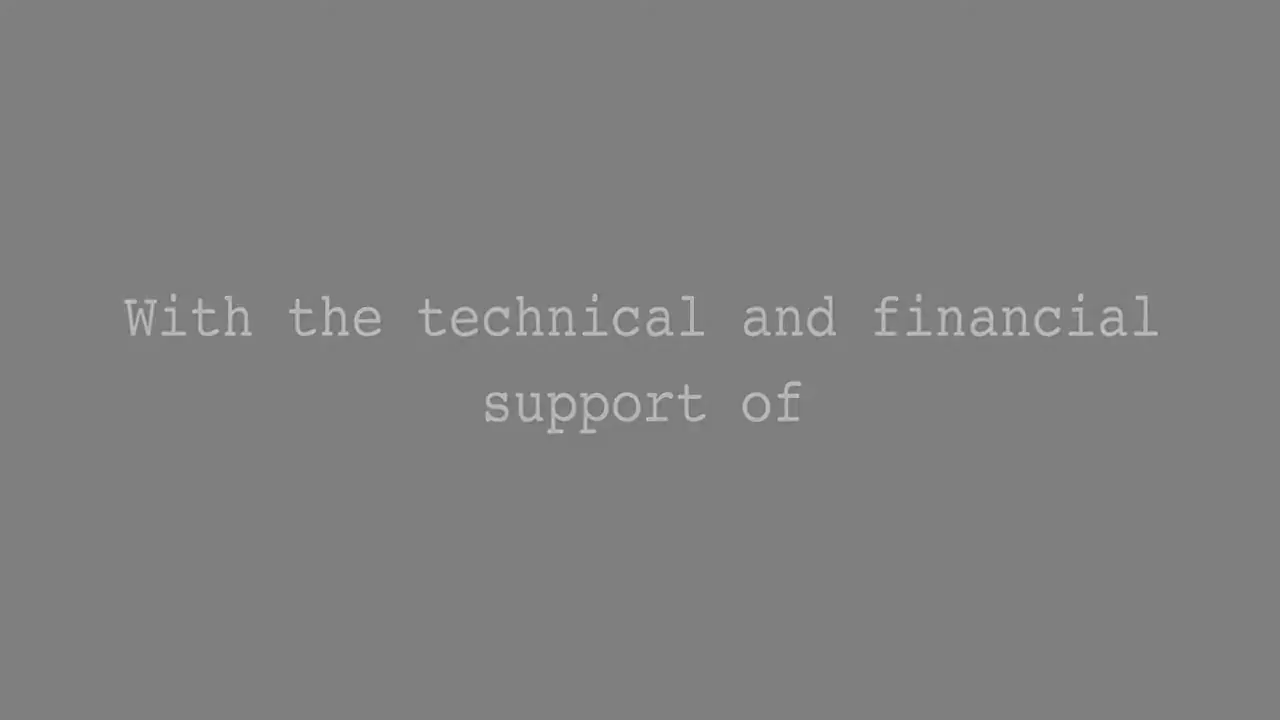 With the technical and financial
support of